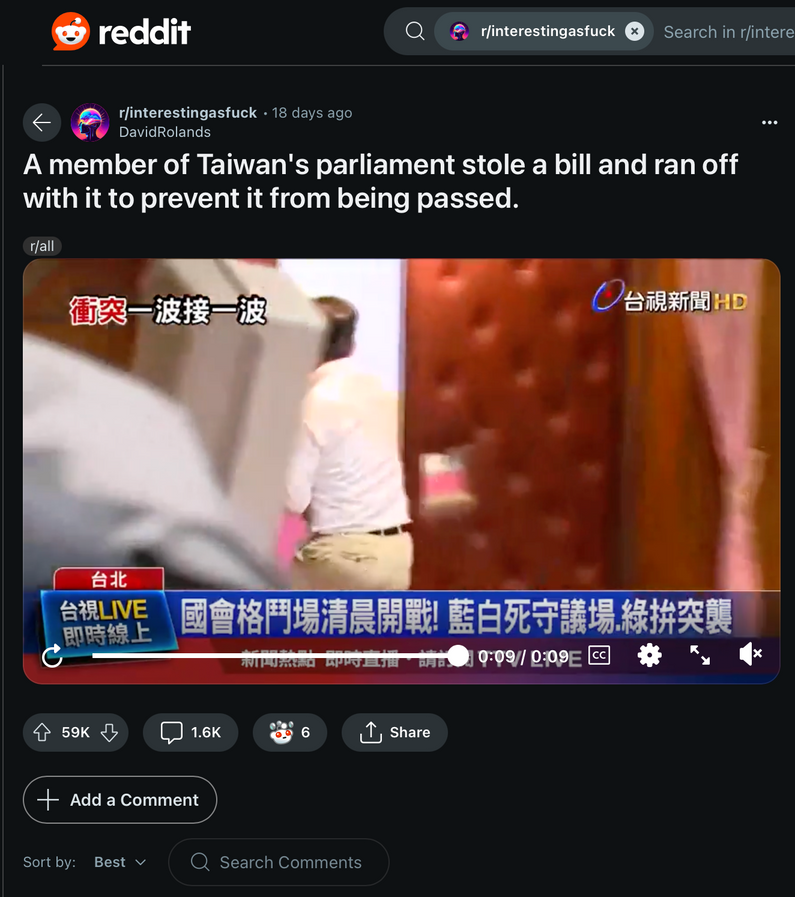 reddit
r/interestingasfuck
Search in r/intere
r/interestingasfuck • 18 days ago
DavidRolands
A member of Taiwan's parliament stole a bill and ran off
with it to prevent it from being passed.
r/all
衝突一波接一波
台視新聞HD
台北
台視LIVE
即時線上
國會格鬥場清晨開戰! 藍白死守議場.綠拚突襲
新聞熱點 即時直播
TTV LIVE
0:09 / 0:09
CC
59K
1.6K
6
Share
Add a Comment
Sort by:
Best
Search Comments